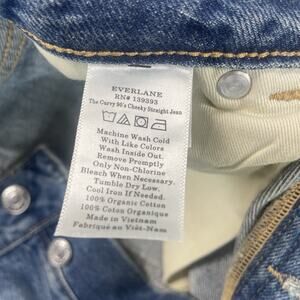 EVERLANE
RN# 139393
The Curvy 90's Cheeky Straight Jean
Machine Wash Cold
With Like Colors
Wash Inside Out.
Remove Promptly
Only Non-Chlorine
Bleach When Necessary.
Tumble Dry Low.
Cool Iron If Needed.
100% Organic Cotton
100% Coton Organique
Made in Vietnam
Fabriqué au Viêt-Nam